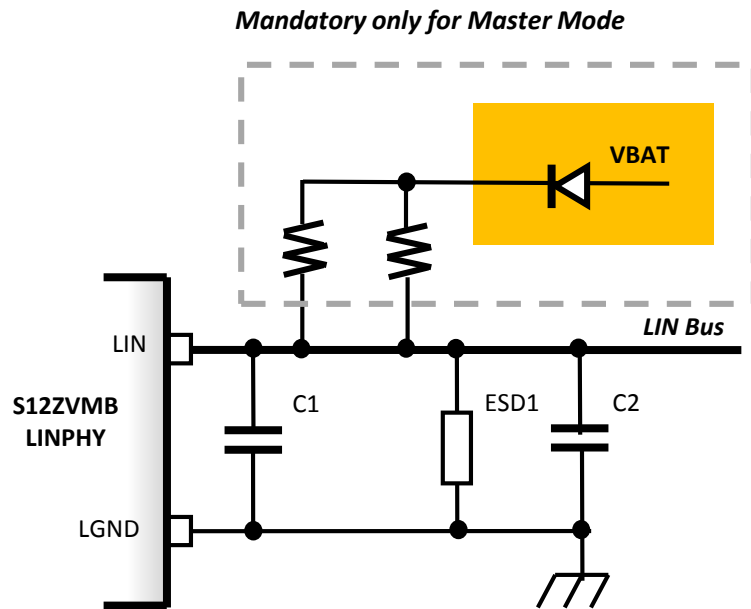 Mandatory only for Master Mode
VBAT
LIN Bus
LIN
S12ZVMB
LINPHY
C1
ESD1
C2
LGND